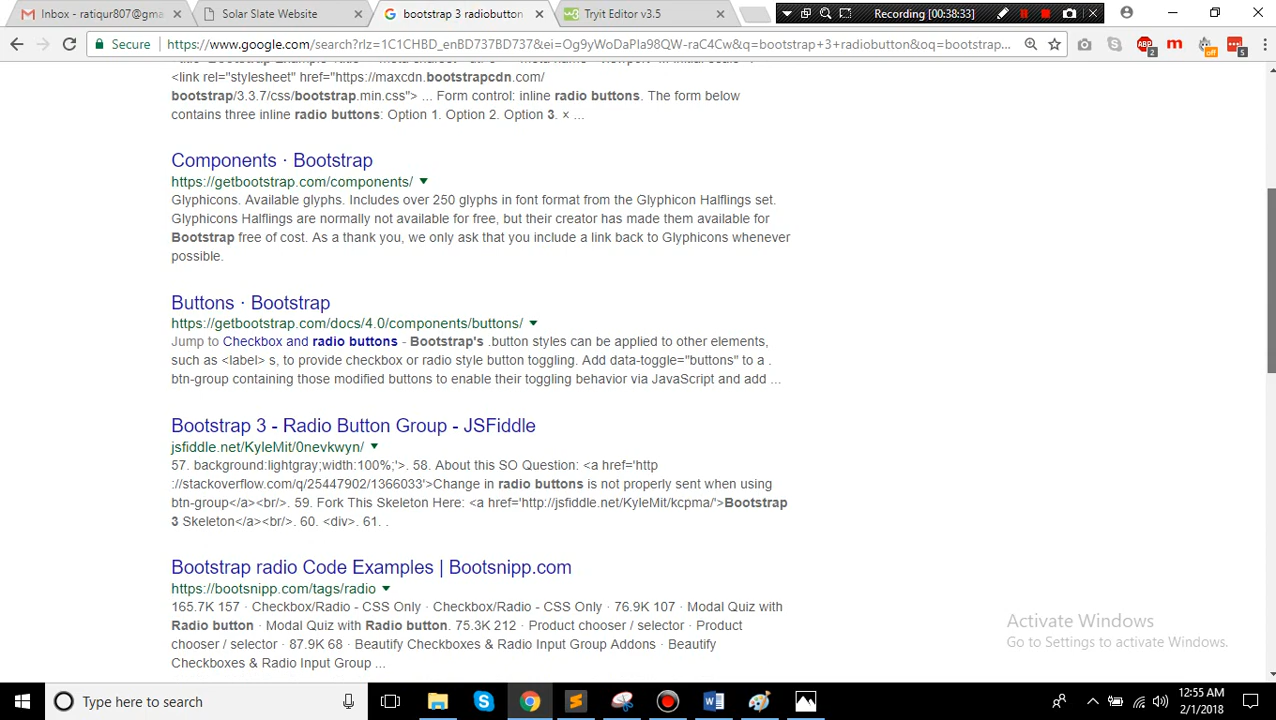 Inbox - ratiqur807@gma
Solar Slate Website
bootstrap 3 radiobutton
Tryit Editor v3.5
Recording [00:38:33]
Secure
https://www.google.com/search?rlz=1C1CHBD_enBD737BD737&ei=Og9yWoDaPIa98QW-raC4Cw&q=bootstrap+3+radiobutton&oq=bootstrap...
<link rel="stylesheet" href="https://maxcdn.bootstrapcdn.com/
bootstrap/3.3.7/css/bootstrap.min.css"> ... Form control: inline radio buttons. The form below
contains three inline radio buttons: Option 1. Option 2. Option 3. × ...
Components · Bootstrap
https://getbootstrap.com/components/
Glyphicons. Available glyphs. Includes over 250 glyphs in font format from the Glyphicon Halflings set.
Glyphicons Halflings are normally not available for free, but their creator has made them available for
Bootstrap free of cost. As a thank you, we only ask that you include a link back to Glyphicons whenever
possible.
Buttons · Bootstrap
https://getbootstrap.com/docs/4.0/components/buttons/
Jump to Checkbox and radio buttons - Bootstrap's .button styles can be applied to other elements,
such as <label> s, to provide checkbox or radio style button toggling. Add data-toggle="buttons" to a .
btn-group containing those modified buttons to enable their toggling behavior via JavaScript and add ...
Bootstrap 3 - Radio Button Group - JSFiddle
jsfiddle.net/KyleMit/0nevkwyn/
57. background:lightgray;width:100%;'>. 58. About this SO Question: <a href='http
://stackoverflow.com/q/25447902/1366033'>Change in radio buttons is not properly sent when using
btn-group</a><br/>. 59. Fork This Skeleton Here: <a href='http://jsfiddle.net/KyleMit/kcpma/'>Bootstrap
3 Skeleton</a><br/>. 60. <div>. 61. .
Bootstrap radio Code Examples | Bootsnipp.com
https://bootsnipp.com/tags/radio
165.7K 157 · Checkbox/Radio - CSS Only · Checkbox/Radio - CSS Only · 76.9K 107 · Modal Quiz with
Radio button · Modal Quiz with Radio button. 75.3K 212 · Product chooser / selector · Product
chooser / selector · 87.9K 68 · Beautify Checkboxes & Radio Input Group Addons · Beautify
Checkboxes & Radio Input Group ...
Activate Windows
Go to Settings to activate Windows.
Type here to search
12:55 AM
2/1/2018